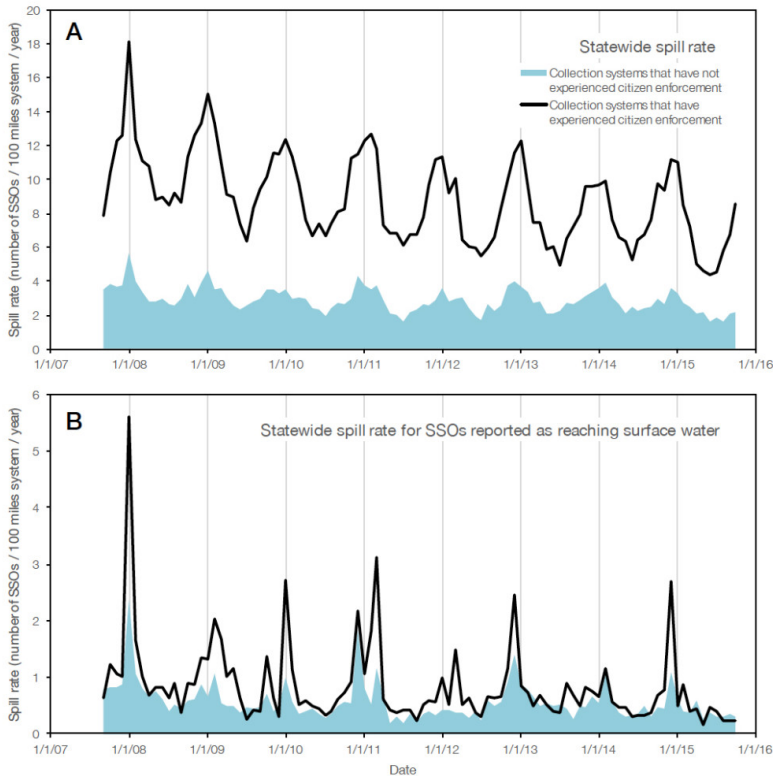 A
Statewide spill rate
Collection systems that have not
experienced citizen enforcement
Collection systems that have
experienced citizen enforcement
Spill rate (number of SSOs / 100 miles system / year)
20
18
16
14
12
10
8
6
4
2
0
1/1/07 1/1/08 1/1/09 1/1/10 1/1/11 1/1/12 1/1/13 1/1/14 1/1/15 1/1/16
B
Statewide spill rate for SSOs reported as reaching surface water
Spill rate (number of SSOs / 100 miles system / year)
6
5
4
3
2
1
0
1/1/07 1/1/08 1/1/09 1/1/10 1/1/11 1/1/12 1/1/13 1/1/14 1/1/15 1/1/16
Date